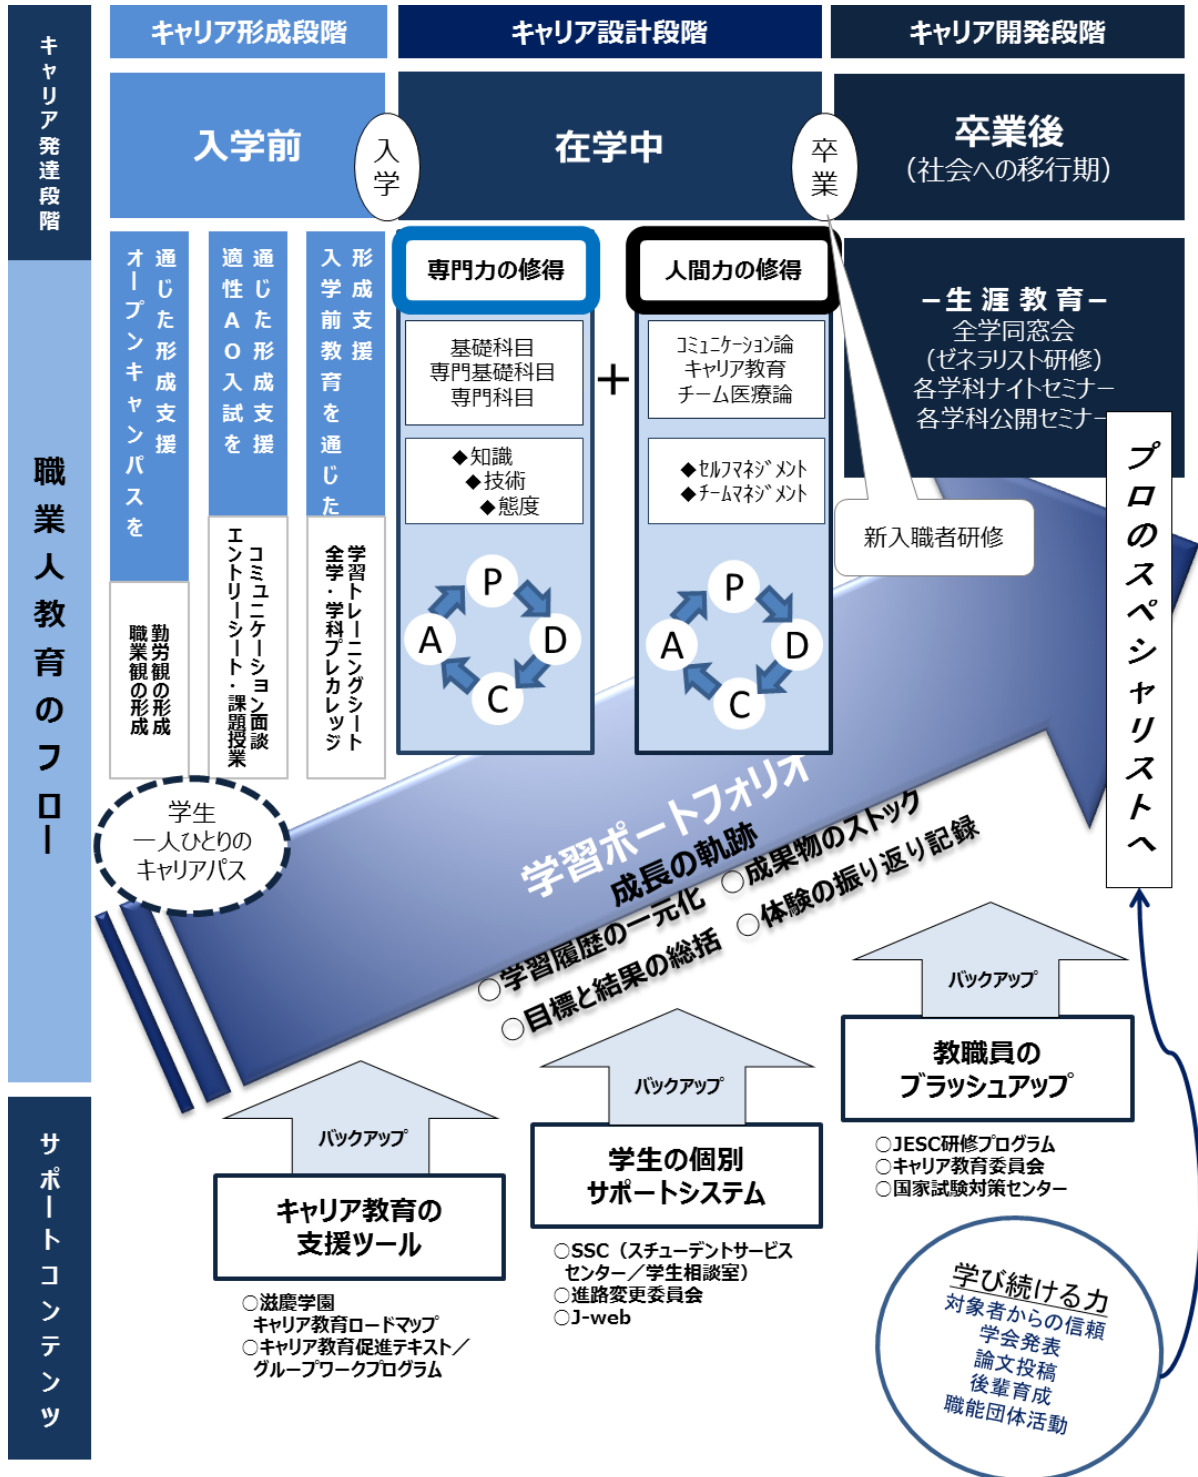 キャリア発達段階
キャリア形成段階
キャリア設計段階
キャリア開発段階
入学前
入学
在学中
卒業
卒業後
（社会への移行期）
職業人教育のフロー
オープンキャンパスを
通じた形成支援
勤労観の形成
職業観の形成
適性AO入試を
通じた形成支援
コミュニケーション面談
エントリーシート・課題授業
入学前教育を通じた
形成支援
学習トレーニングシート
全学・学科プレカレッジ
専門力の修得
基礎科目
専門基礎科目
専門科目
◆知識
◆技術
◆態度
P
D
C
A
＋
人間力の修得
コミュニケーション論
キャリア教育
チーム医療論
◆セルフマネジメント
◆チームマネジメント
P
D
C
A
－生涯教育－
全学同窓会
（ゼネラリスト研修）
各学科ナイトセミナー
各学科公開セミナー
新入職者研修
プロのスペシャリストへ
学生
一人ひとりの
キャリアパス
学習ポートフォリオ
成長の軌跡
○学習履歴の一元化
○成果物のストック
○目標と結果の総括
○体験の振り返り記録
サポートコンテンツ
バックアップ
キャリア教育の
支援ツール
○滋慶学園
キャリア教育ロードマップ
○キャリア教育促進テキスト／
グループワークプログラム
バックアップ
学生の個別
サポートシステム
○SSC（スチューデントサービス
センター／学生相談室）
○進路変更委員会
○J-web
バックアップ
教職員の
ブラッシュアップ
○JESC研修プログラム
○キャリア教育委員会
○国家試験対策センター
学び続ける力
対象者からの信頼
学会発表
論文投稿
後輩育成
職能団体活動